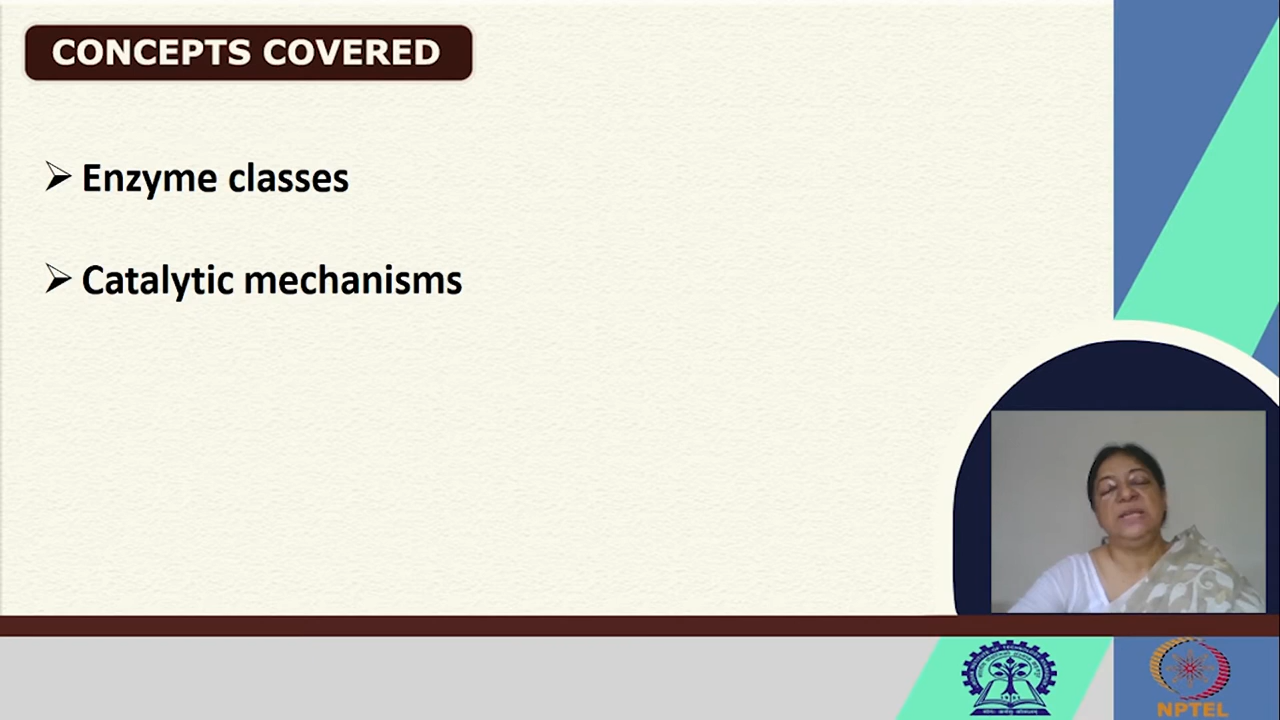 CONCEPTS COVERED
➢ Enzyme classes
➢ Catalytic mechanisms
NPTEL